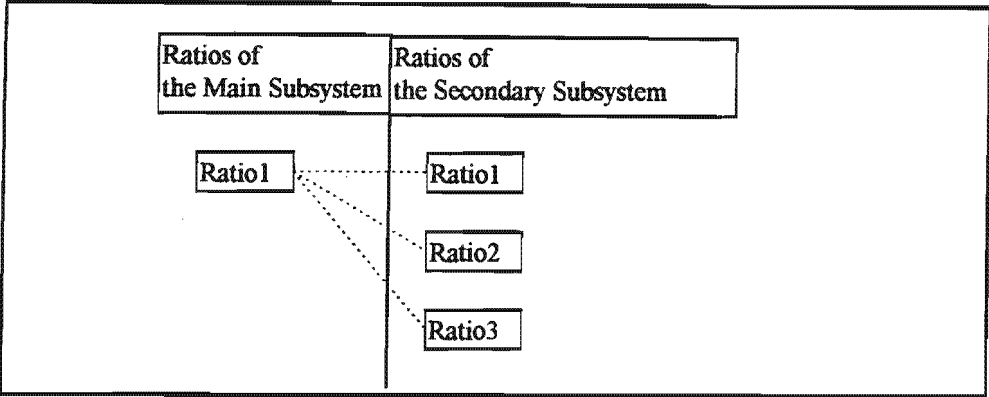 Ratios of
the Main Subsystem
Ratios of
the Secondary Subsystem
Ratio1
Ratio1
Ratio2
Ratio3